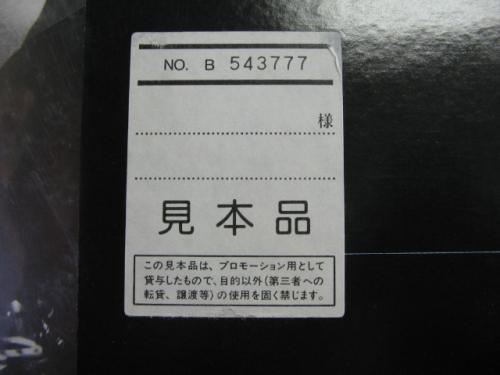 NO. B 543777
様
見本品
この見本品は、プロモーション用として
貸与したもので、目的以外(第三者への
転貸、譲渡等)の使用を固く禁じます。